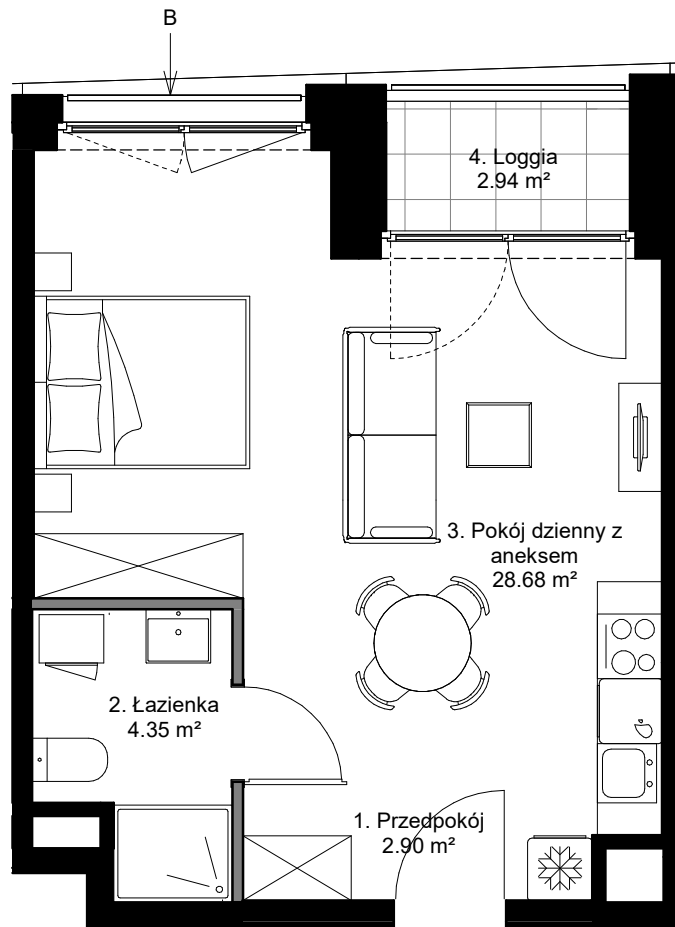 B
4. Loggia
2.94 m²
3. Pokój dzienny z
aneksem
28.68 m²
2. Łazienka
4.35 m²
1. Przedpokój
2.90 m²